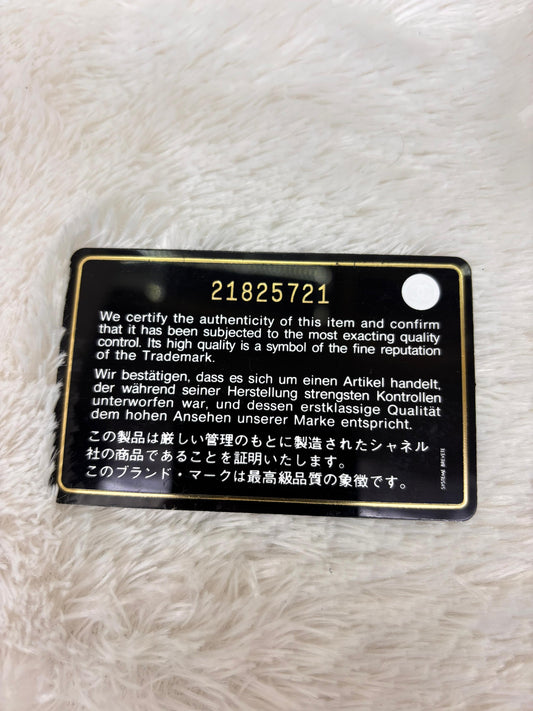 21825721
We certify the authenticity of this item and confirm
that it has been subjected to the most exacting quality
control. Its high quality is a symbol of the fine reputation
of the Trademark.
Wir bestätigen, dass es sich um einen Artikel handelt,
der während seiner Herstellung strengsten Kontrollen
unterworfen war, und dessen erstklassige Qualität
dem hohen Ansehen unserer Marke entspricht.
この製品は厳しい管理のもとに製造されたシャネル
社の商品であることを証明いたします。
このブランド・マークは最高級品質の象徴です。
SYSTEME BREVETE